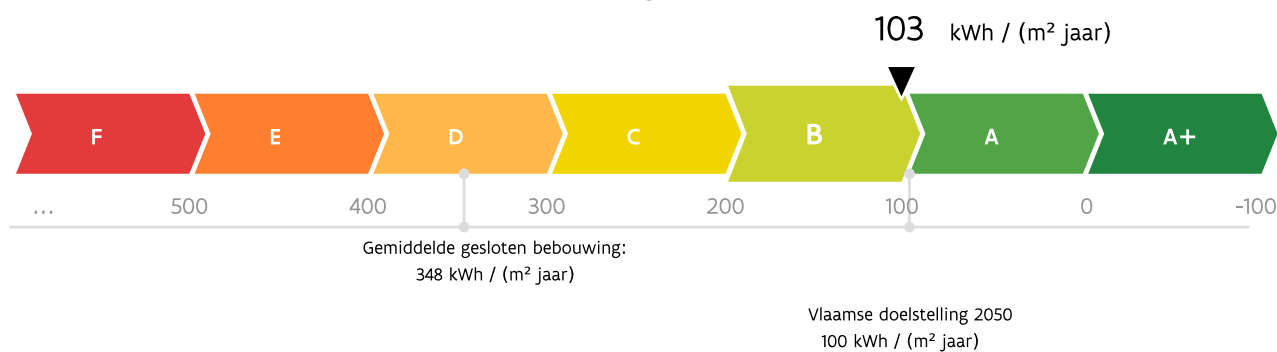 103 kWh / (m² jaar)
F E D C B A A+
... 500 400 300 200 100 0 -100
Gemiddelde gesloten bebouwing:
348 kWh / (m² jaar)
Vlaamse doelstelling 2050
100 kWh / (m² jaar)